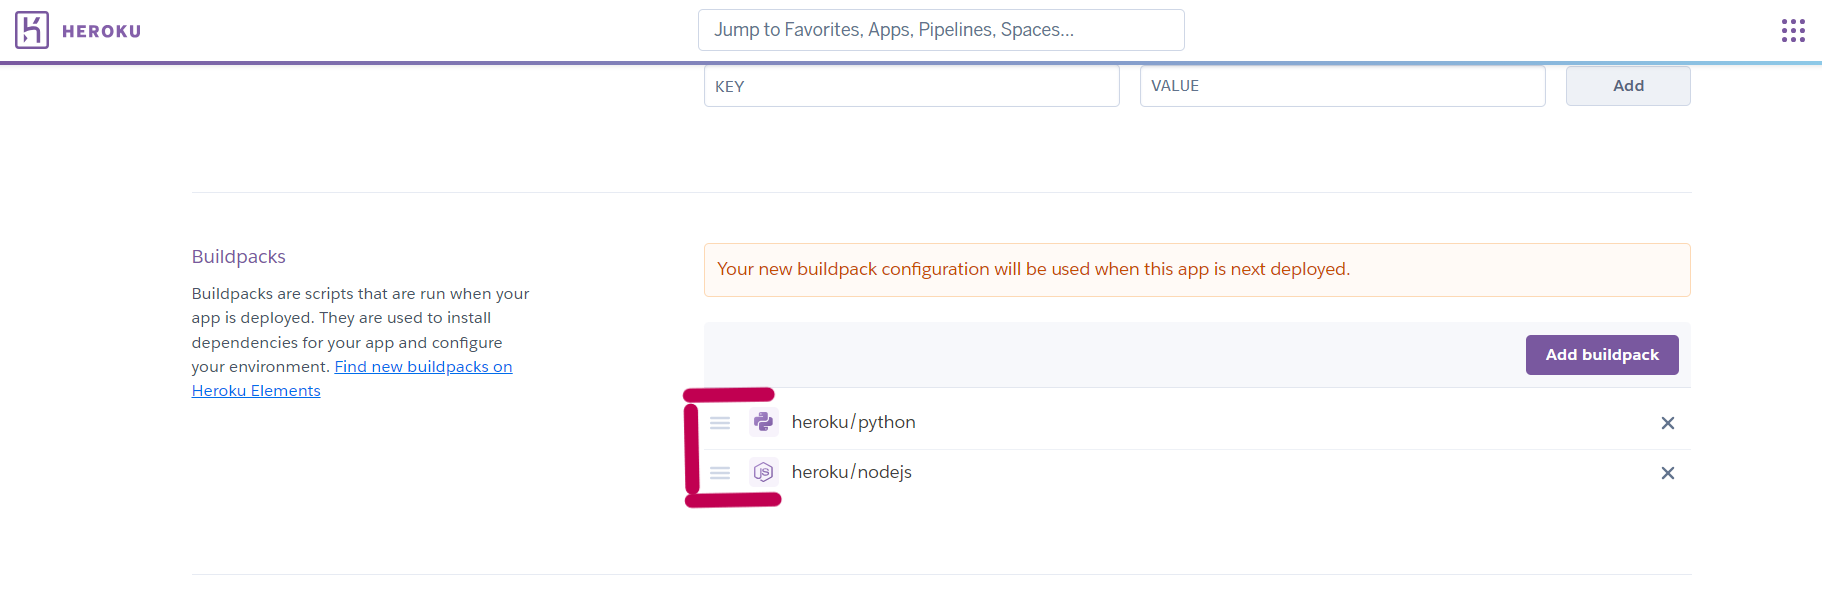 HEROKU
Jump to Favorites, Apps, Pipelines, Spaces...
KEY
VALUE
Add
Buildpacks
Buildpacks are scripts that are run when your
app is deployed. They are used to install
dependencies for your app and configure
your environment. Find new buildpacks on
Heroku Elements
Your new buildpack configuration will be used when this app is next deployed.
Add buildpack
heroku/python
heroku/nodejs